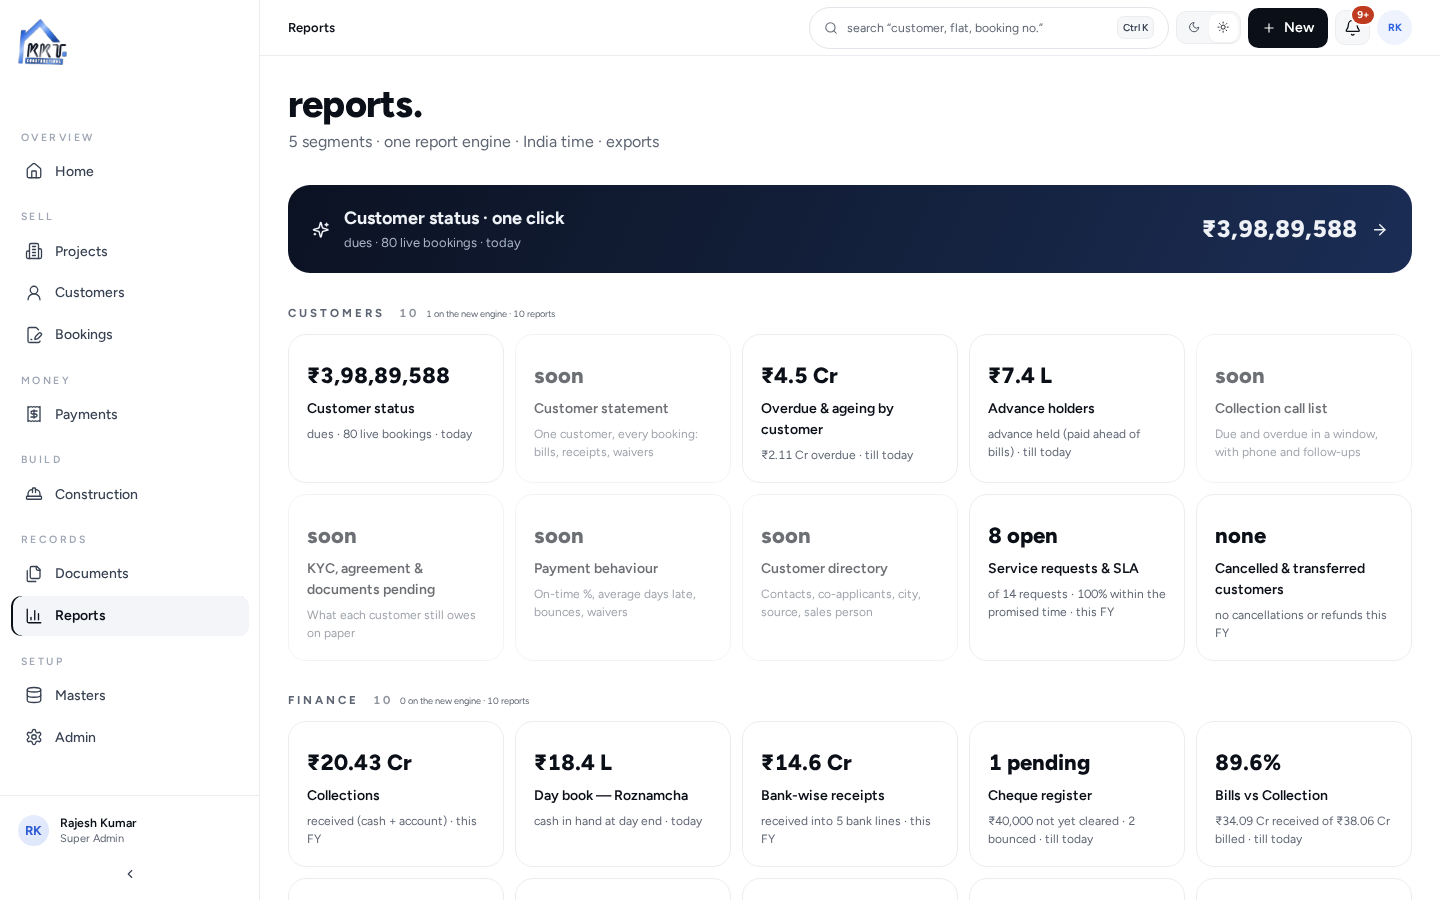 RKT
CONSTRUCTIONS
Reports
search “customer, flat, booking no.”
Ctrl K
New
9+
RK
OVERVIEW
Home
SELL
Projects
Customers
Bookings
MONEY
Payments
BUILD
Construction
RECORDS
Documents
Reports
SETUP
Masters
Admin
RK
Rajesh Kumar
Super Admin
reports.
5 segments · one report engine · India time · exports
Customer status · one click
dues · 80 live bookings · today
₹3,98,89,588
CUSTOMERS 10 1 on the new engine · 10 reports
₹3,98,89,588
Customer status
dues · 80 live bookings · today
soon
Customer statement
One customer, every booking:
bills, receipts, waivers
₹4.5 Cr
Overdue & ageing by
customer
₹2.11 Cr overdue · till today
₹7.4 L
Advance holders
advance held (paid ahead of
bills) · till today
soon
Collection call list
Due and overdue in a window,
with phone and follow-ups
soon
KYC, agreement &
documents pending
What each customer still owes
on paper
soon
Payment behaviour
On-time %, average days late,
bounces, waivers
soon
Customer directory
Contacts, co-applicants, city,
source, sales person
8 open
Service requests & SLA
of 14 requests · 100% within the
promised time · this FY
none
Cancelled & transferred
customers
no cancellations or refunds this
FY
FINANCE 10 0 on the new engine · 10 reports
₹20.43 Cr
Collections
received (cash + account) · this
FY
₹18.4 L
Day book — Roznamcha
cash in hand at day end · today
₹14.6 Cr
Bank-wise receipts
received into 5 bank lines · this
FY
1 pending
Cheque register
₹40,000 not yet cleared · 2
bounced · till today
89.6%
Bills vs Collection
₹34.09 Cr received of ₹38.06 Cr
billed · till today